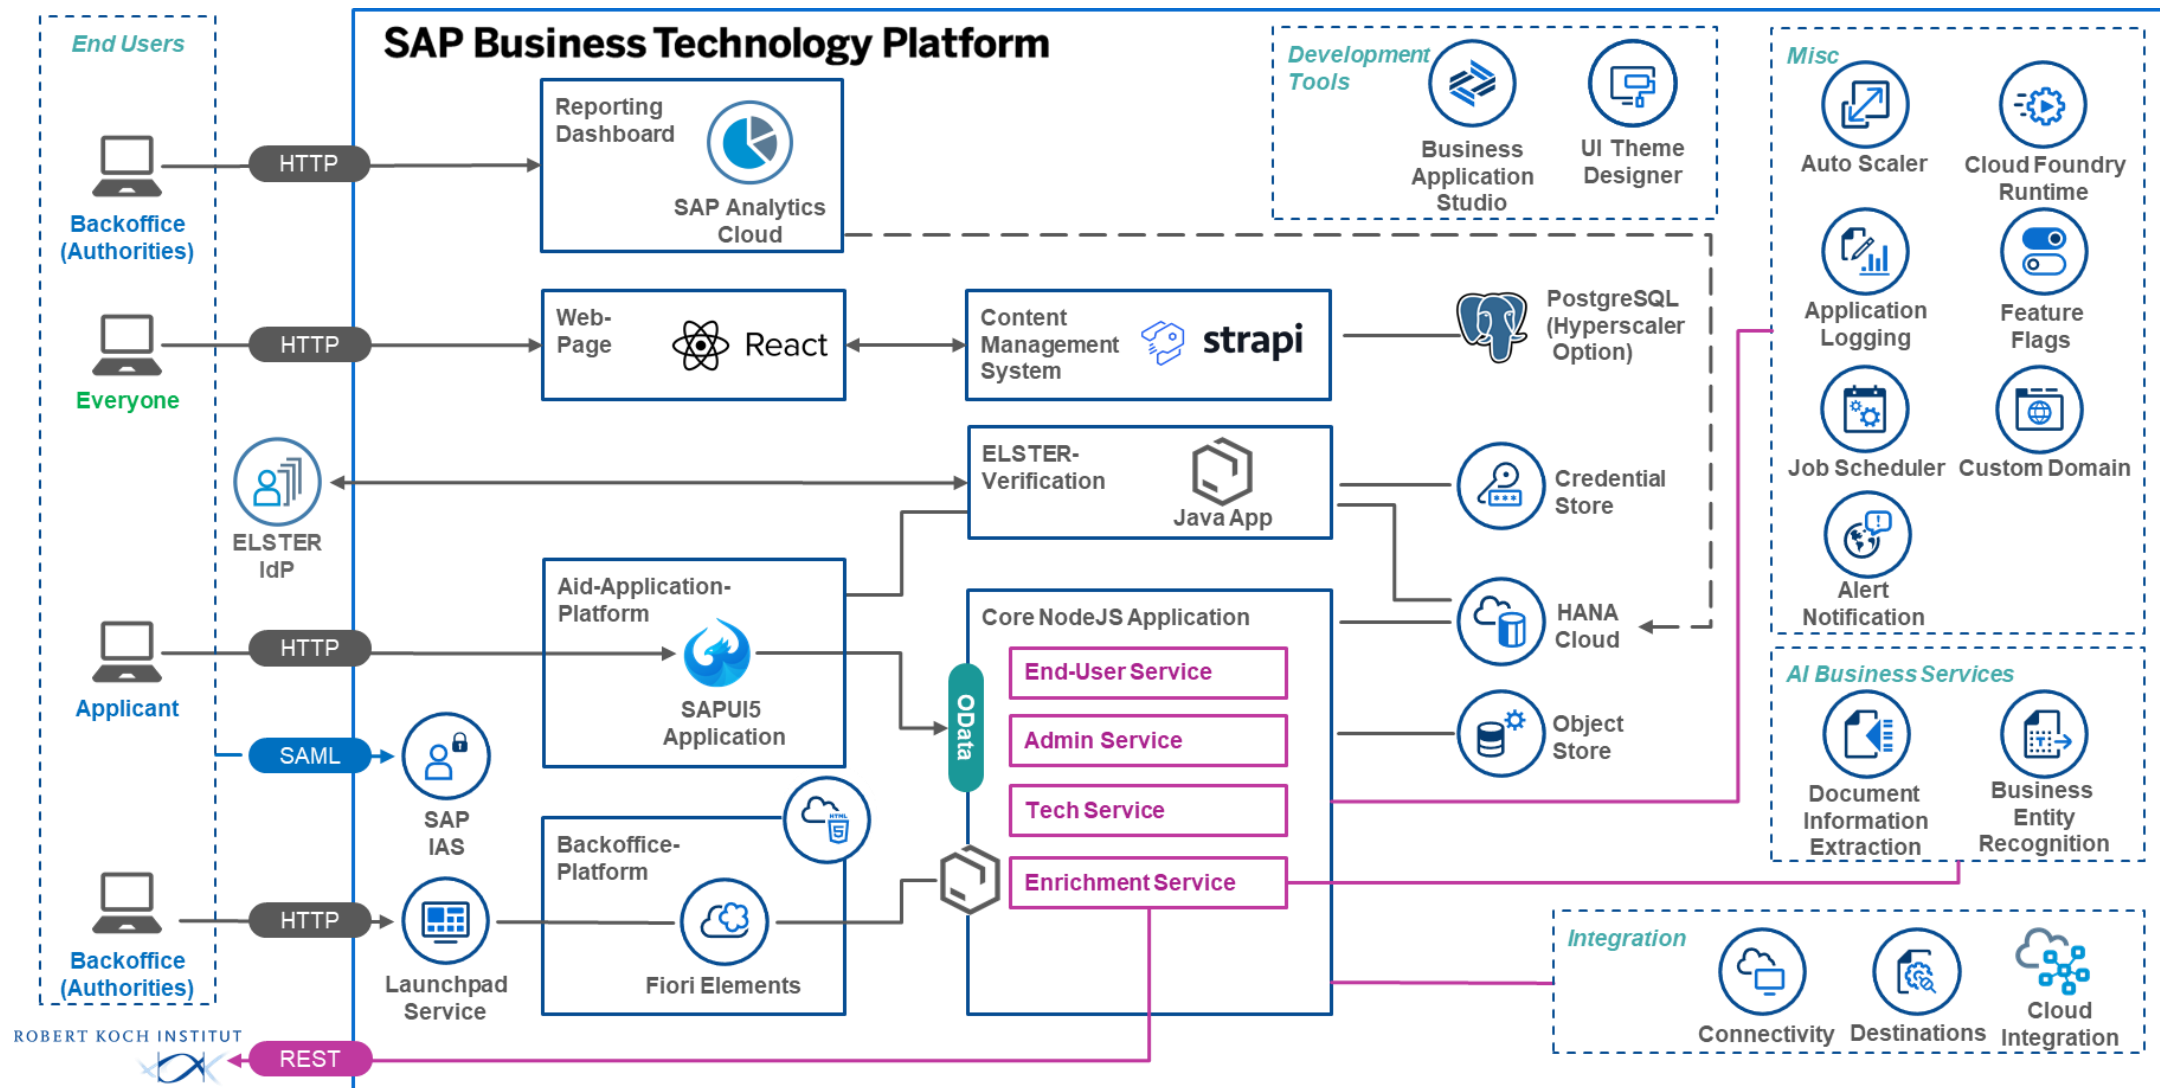 End Users
SAP Business Technology Platform
Backoffice
(Authorities)
HTTP
Reporting
Dashboard
SAP Analytics
Cloud
Development
Tools
Business
Application
Studio
UI Theme
Designer
Misc
Auto Scaler
Cloud Foundry
Runtime
Application
Logging
Feature
Flags
Job Scheduler
Custom Domain
Alert
Notification
Everyone
HTTP
Web-
Page
React
Content
Management
System
strapi
PostgreSQL
(Hyperscaler
Option)
ELSTER
IdP
ELSTER-
Verification
Java App
Credential
Store
Applicant
HTTP
Aid-Application-
Platform
SAPUI5
Application
OData
Core NodeJS Application
End-User Service
Admin Service
Tech Service
Enrichment Service
HANA
Cloud
Object
Store
AI Business Services
Document
Information
Extraction
T
Business
Entity
Recognition
SAML
SAP
IAS
Backoffice
(Authorities)
HTTP
Launchpad
Service
Backoffice-
Platform
HTML
5
Fiori Elements
Integration
Connectivity
Destinations
Cloud
Integration
ROBERT KOCH INSTITUT
REST